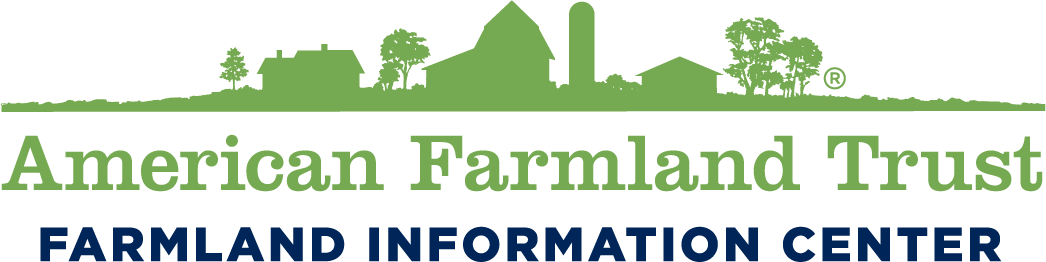 ®
American Farmland Trust
FARMLAND INFORMATION CENTER